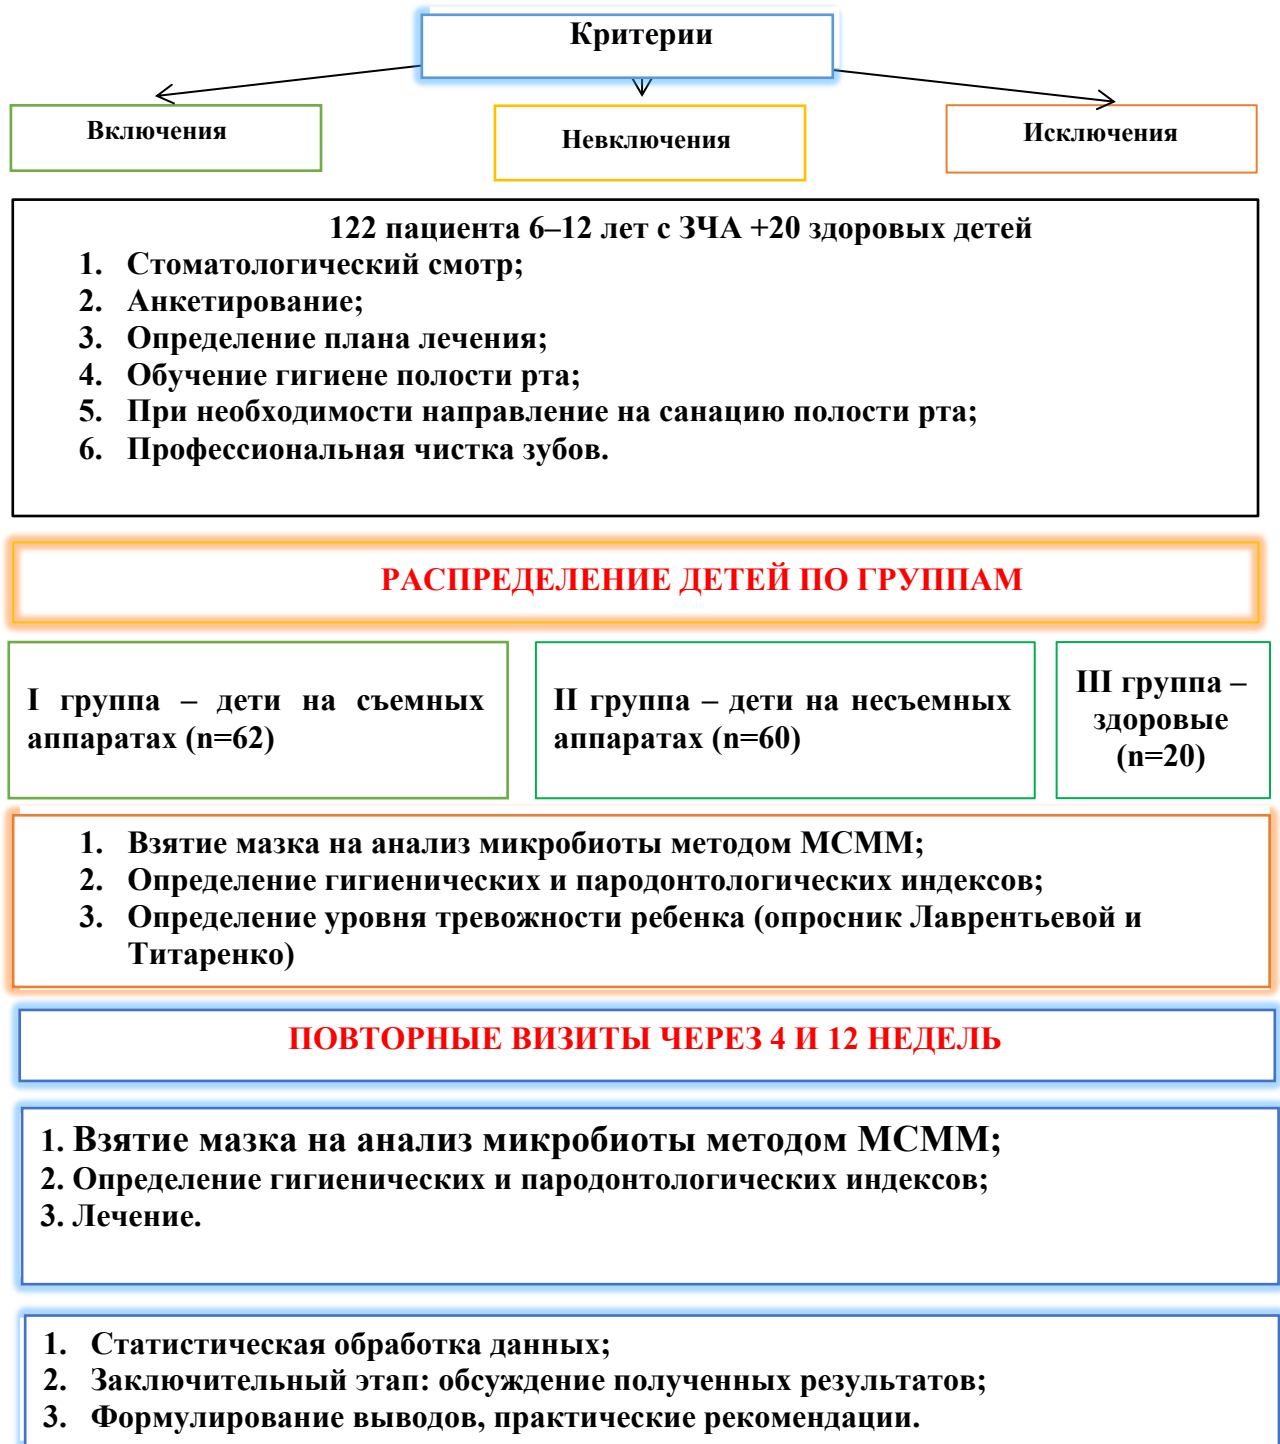 Критерии
Включения
Невключения
Исключения
122 пациента 6–12 лет с ЗЧА +20 здоровых детей
1. Стоматологический смотр;
2. Анкетирование;
3. Определение плана лечения;
4. Обучение гигиене полости рта;
5. При необходимости направление на санацию полости рта;
6. Профессиональная чистка зубов.
РАСПРЕДЕЛЕНИЕ ДЕТЕЙ ПО ГРУППАМ
I группа – дети на съемных
аппаратах (n=62)
II группа – дети на несъемных
аппаратах (n=60)
III группа –
здоровые
(n=20)
1. Взятие мазка на анализ микробиоты методом МСММ;
2. Определение гигиенических и пародонтологических индексов;
3. Определение уровня тревожности ребенка (опросник Лаврентьевой и
Титаренко)
ПОВТОРНЫЕ ВИЗИТЫ ЧЕРЕЗ 4 И 12 НЕДЕЛЬ
1. Взятие мазка на анализ микробиоты методом МСММ;
2. Определение гигиенических и пародонтологических индексов;
3. Лечение.
1. Статистическая обработка данных;
2. Заключительный этап: обсуждение полученных результатов;
3. Формулирование выводов, практические рекомендации.